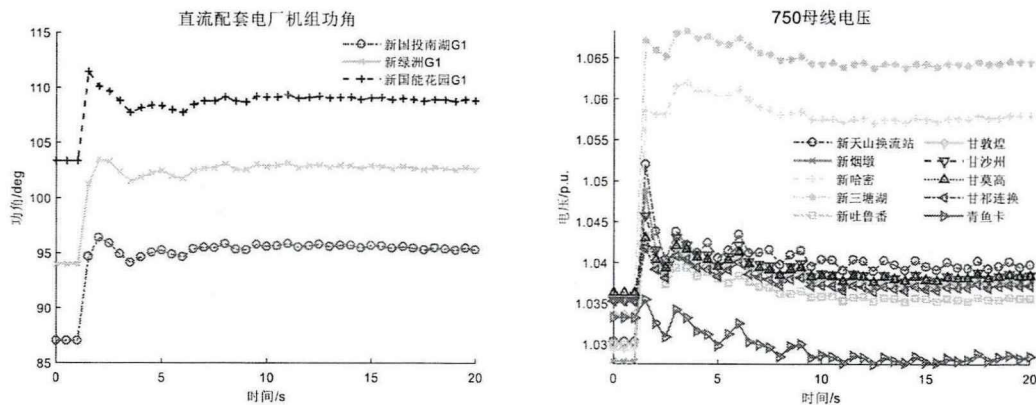 直流配套电厂机组功角
新国投南湖G1
新绿洲G1
新国能花园G1
功角/deg
115
110
105
100
95
90
85
0
5
10
15
20
时间/s
750母线电压
新天山换流站
新烟墩
新哈密
新三塘湖
新吐鲁番
甘敦煌
甘沙州
甘莫高
甘祁连换
青鱼卡
电压/p.u.
1.065
1.06
1.055
1.05
1.045
1.04
1.035
1.03
0
5
10
15
20
时间/s